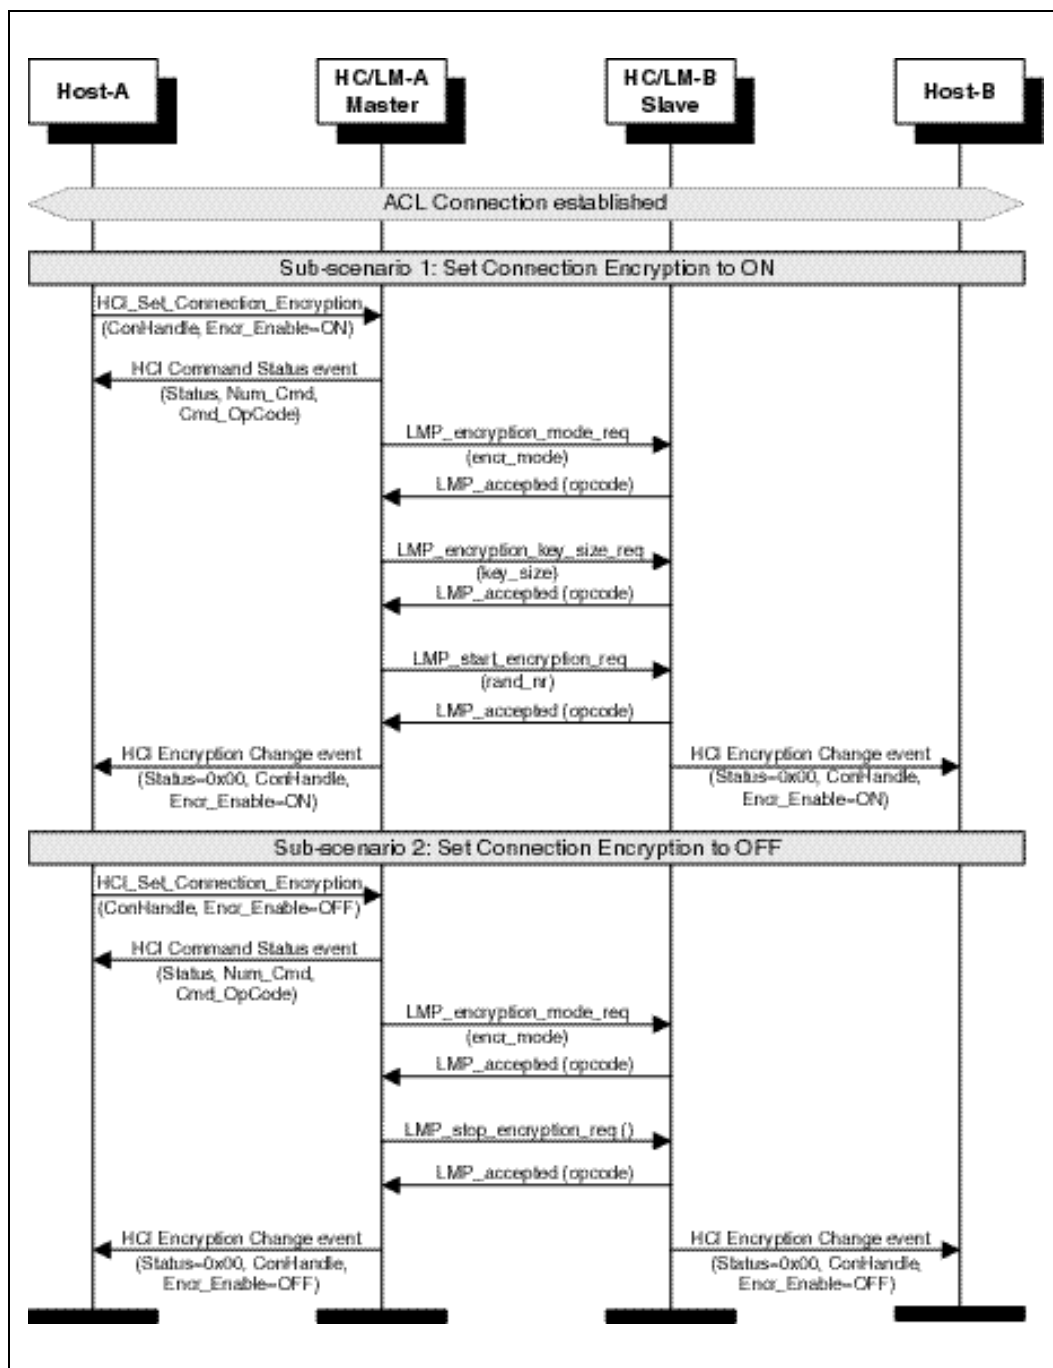 Host-A
HC/LM-A
Master
HC/LM-B
Slave
Host-B
ACL Connection established
Sub-scenario 1: Set Connection Encryption to ON
HCI_Set_Connection_Encryption
(ConHandle, Encr_Enable=ON)
HCI Command Status event
(Status, Num_Cmd,
Cmd_OpCode)
LMP_encryption_mode_req
(encr_mode)
LMP_accepted (opcode)
LMP_encryption_key_size_req
(key_size)
LMP_accepted (opcode)
LMP_start_encryption_req
(rand_nr)
LMP_accepted (opcode)
HCI Encryption Change event
(Status=0x00, ConHandle,
Encr_Enable=ON)
HCI Encryption Change event
(Status=0x00, ConHandle,
Encr_Enable=ON)
Sub-scenario 2: Set Connection Encryption to OFF
HCI_Set_Connection_Encryption
(ConHandle, Encr_Enable=OFF)
HCI Command Status event
(Status, Num_Cmd,
Cmd_OpCode)
LMP_encryption_mode_req
(encr_mode)
LMP_accepted (opcode)
LMP_stop_encryption_req ()
LMP_accepted (opcode)
HCI Encryption Change event
(Status=0x00, ConHandle,
Encr_Enable=OFF)
HCI Encryption Change event
(Status=0x00, ConHandle,
Encr_Enable=OFF)